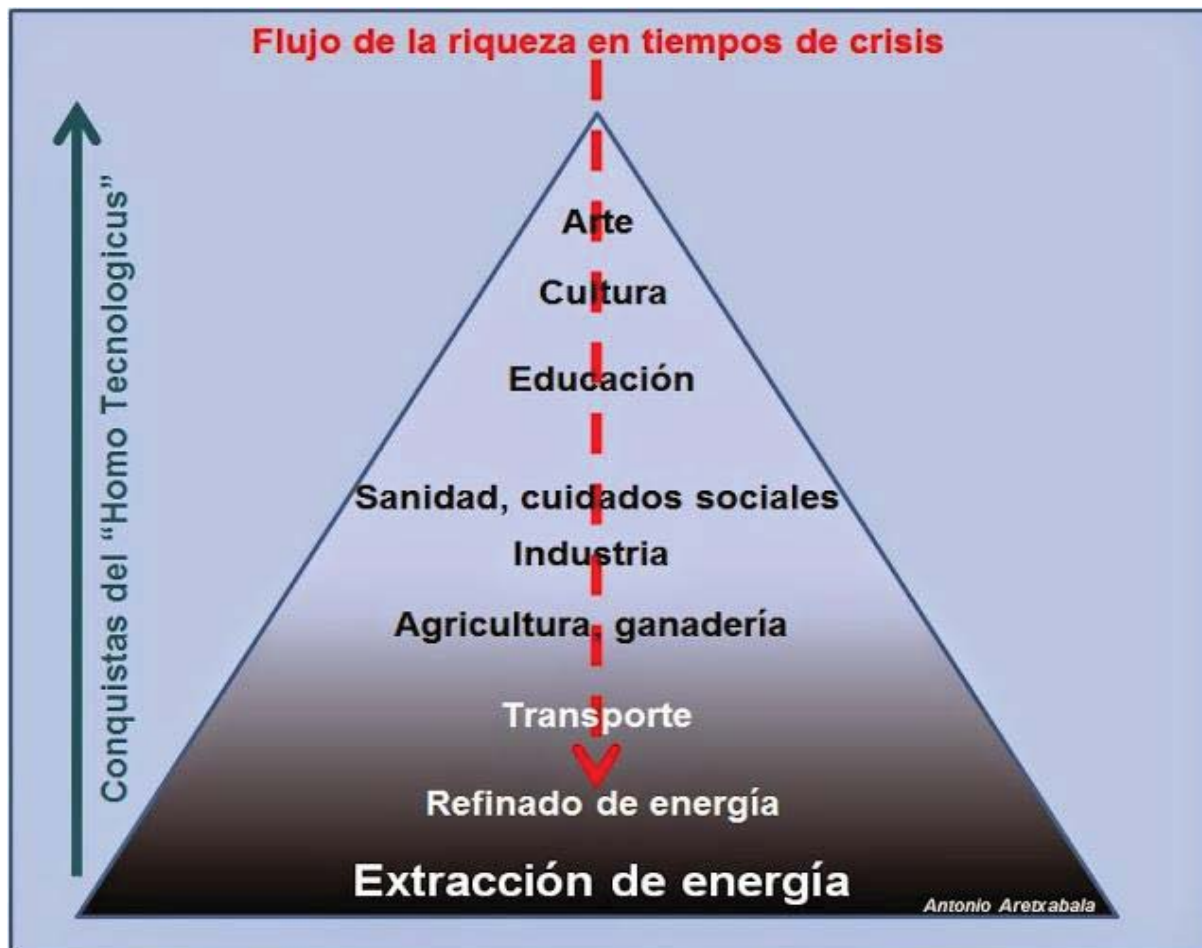 Flujo de la riqueza en tiempos de crisis
Conquistas del “Homo Tecnologicus”
Arte
Cultura
Educación
Sanidad, cuidados sociales
Industria
Agricultura, ganadería
Transporte
Refinado de energía
Extracción de energía
Antonio Aretxabala